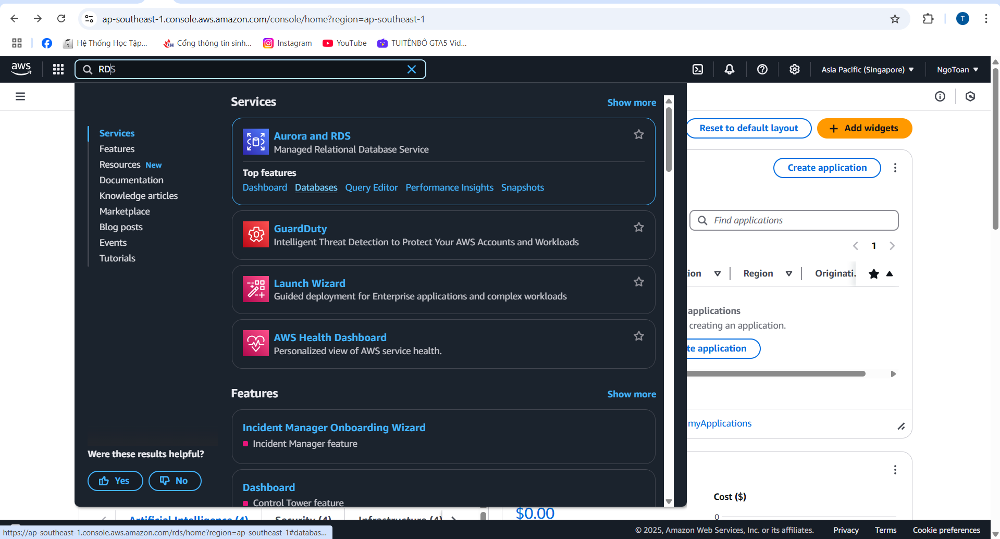 ap-southeast-1.console.aws.amazon.com/console/home?region=ap-southeast-1
T
Hệ Thống Học Tập...
Cổng thông tin sinh...
Instagram
YouTube
TUITÊNBÔ GTA5 Vid...
aws
RDS
Asia Pacific (Singapore)
NgoToan
Services
Features
Resources New
Documentation
Knowledge articles
Marketplace
Blog posts
Events
Tutorials
Were these results helpful?
Yes
No
Services
Show more
Aurora and RDS
Managed Relational Database Service
Top features
Dashboard Databases Query Editor Performance Insights Snapshots
GuardDuty
Intelligent Threat Detection to Protect Your AWS Accounts and Workloads
Launch Wizard
Guided deployment for Enterprise applications and complex workloads
AWS Health Dashboard
Personalized view of AWS service health.
Features
Show more
Incident Manager Onboarding Wizard
Incident Manager feature
Dashboard
Control Tower feature
Reset to default layout
Add widgets
Create application
Find applications
1
tion
Region
Originati.
applications
creating an application.
te application
myApplications
Cost ($)
$0.00
0
Artificial Intelligence (4)
Security (4)
Infrastructure (4)
https://ap-southeast-1.console.aws.amazon.com/rds/home?region=ap-southeast-1#databas...
© 2025, Amazon Web Services, Inc. or its affiliates.
Privacy
Terms
Cookie preferences